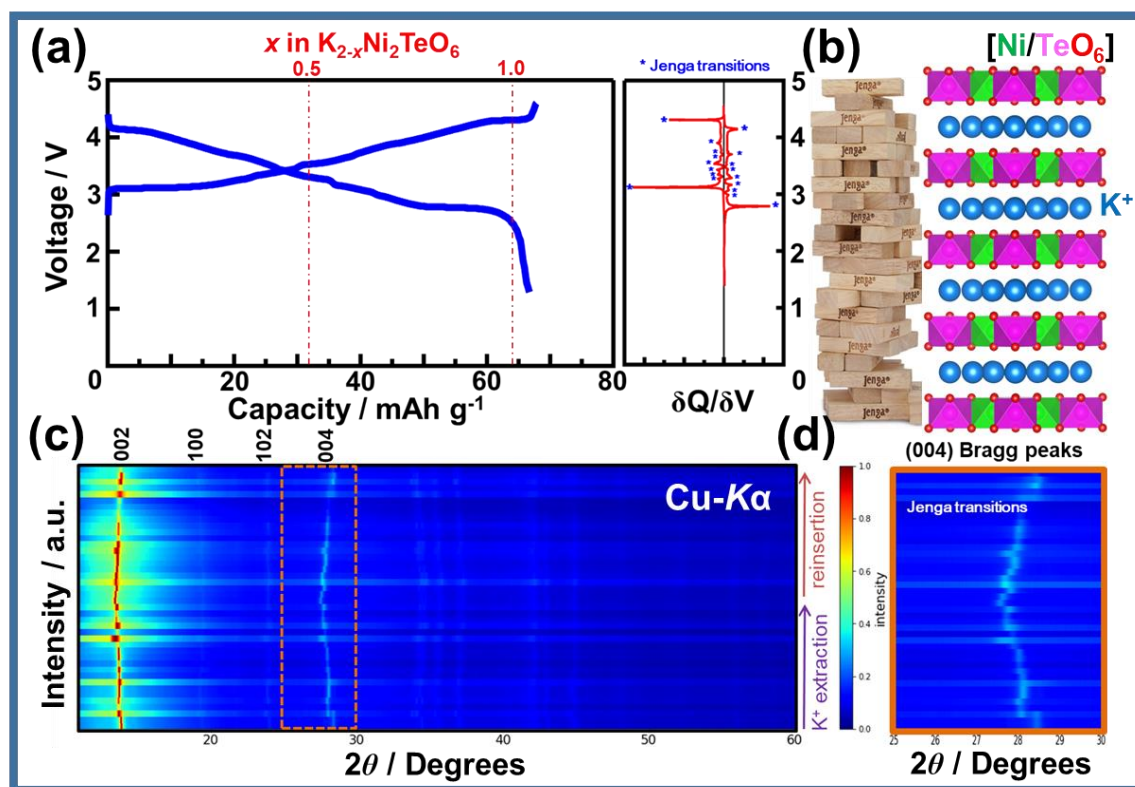 (a)
x in K2-xNi2TeO6
0.5
1.0
5
4
3
2
1
0
20
40
60
80
Voltage / V
Capacity / mAh g-1
* Jenga transitions
5
4
3
2
1
0
δQ/δV
(b)
[Ni/TeO6]
Jenga
K+
(c)
002
100
102
004
Cu-Kα
Intensity / a.u.
20
30
40
50
60
2θ / Degrees
K+ extraction
reinsertion
1.0
0.8
0.6
0.4
0.2
0.0
intensity
(d)
(004) Bragg peaks
Jenga transitions
25
26
27
28
29
30
2θ / Degrees